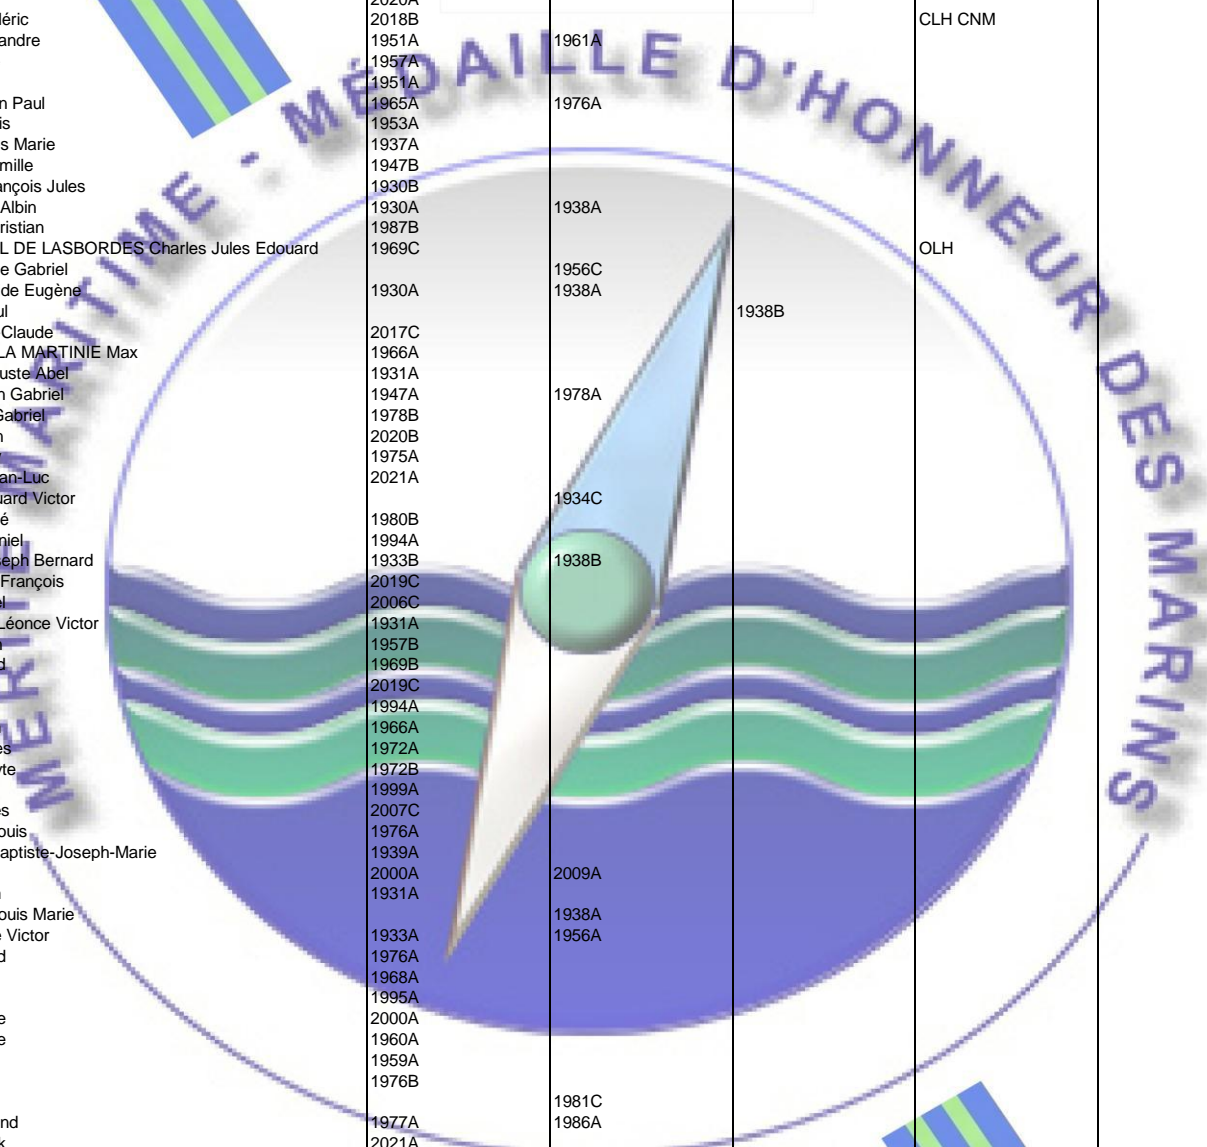 2020A
éric 2018B CLH CNM
andre 1951A 1961A
1957A
1951A
n Paul 1965A 1976A
is 1953A
s Marie 1937A
mille 1947B
ançois Jules 1930B
Albin 1930A 1938A
ristian 1987B
L DE LASBORDES Charles Jules Edouard 1969C OLH
e Gabriel 1956C
de Eugène 1930A 1938A
ul 1938B
Claude 2017C
LA MARTINIE Max 1966A
uste Abel 1931A
n Gabriel 1947A 1978A
Gabriel 1978B
n 2020B
1975A
an-Luc 2021A
uard Victor 1934C
é 1980B
niel 1994A
seph Bernard 1933B 1938B
François 2019C
el 2006C
Léonce Victor 1931A
n 1957B
d 1969B
2019C
1994A
1966A
es 1972A
yte 1972B
1999A
es 2007C
ouis 1976A
aptiste-Joseph-Marie 1939A
2000A 2009A
n 1931A
ouis Marie 1938A
e Victor 1933A 1956A
d 1976A
1968A
1995A
e 2000A
e 1960A
1959A
1976B
1981C
nd 1977A 1986A
k 2021A
MÉRITE MARITIME - MÉDAILLE D'HONNEUR DES MARINS